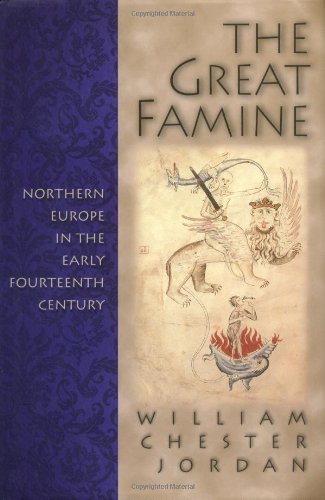 THE
GREAT
FAMINE
NORTHERN
EUROPE
IN THE
EARLY
FOURTEENTH
CENTURY
WILLIAM
CHESTER
JORDAN